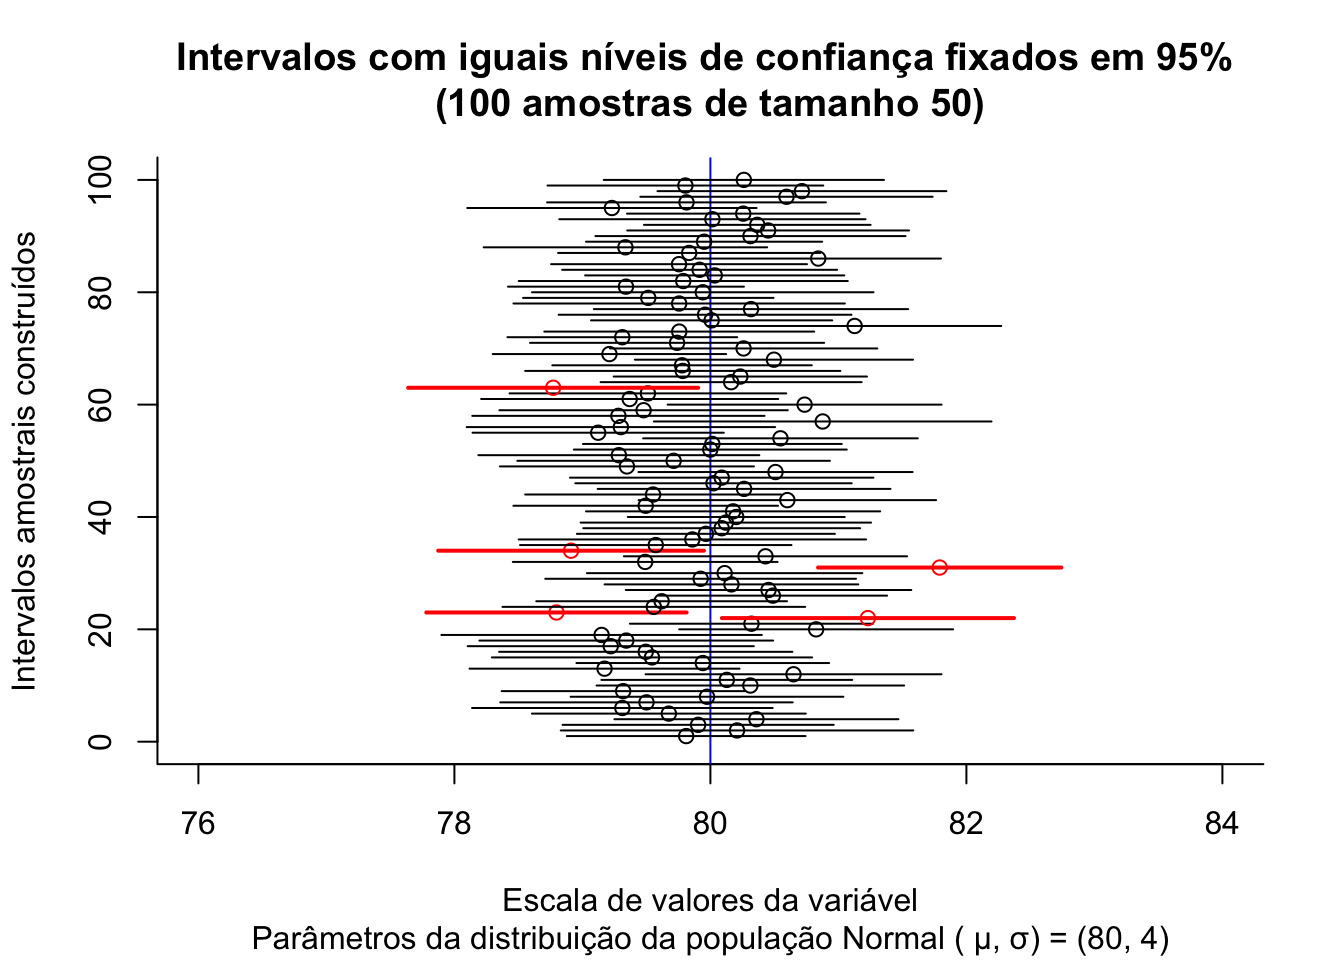 Intervalos com iguais níveis de confiança fixados em 95%
(100 amostras de tamanho 50)
Intervalos amostrais construídos
100
80
60
40
20
0
76 78 80 82 84
Escala de valores da variável
Parâmetros da distribuição da população Normal ( μ, σ) = (80, 4)